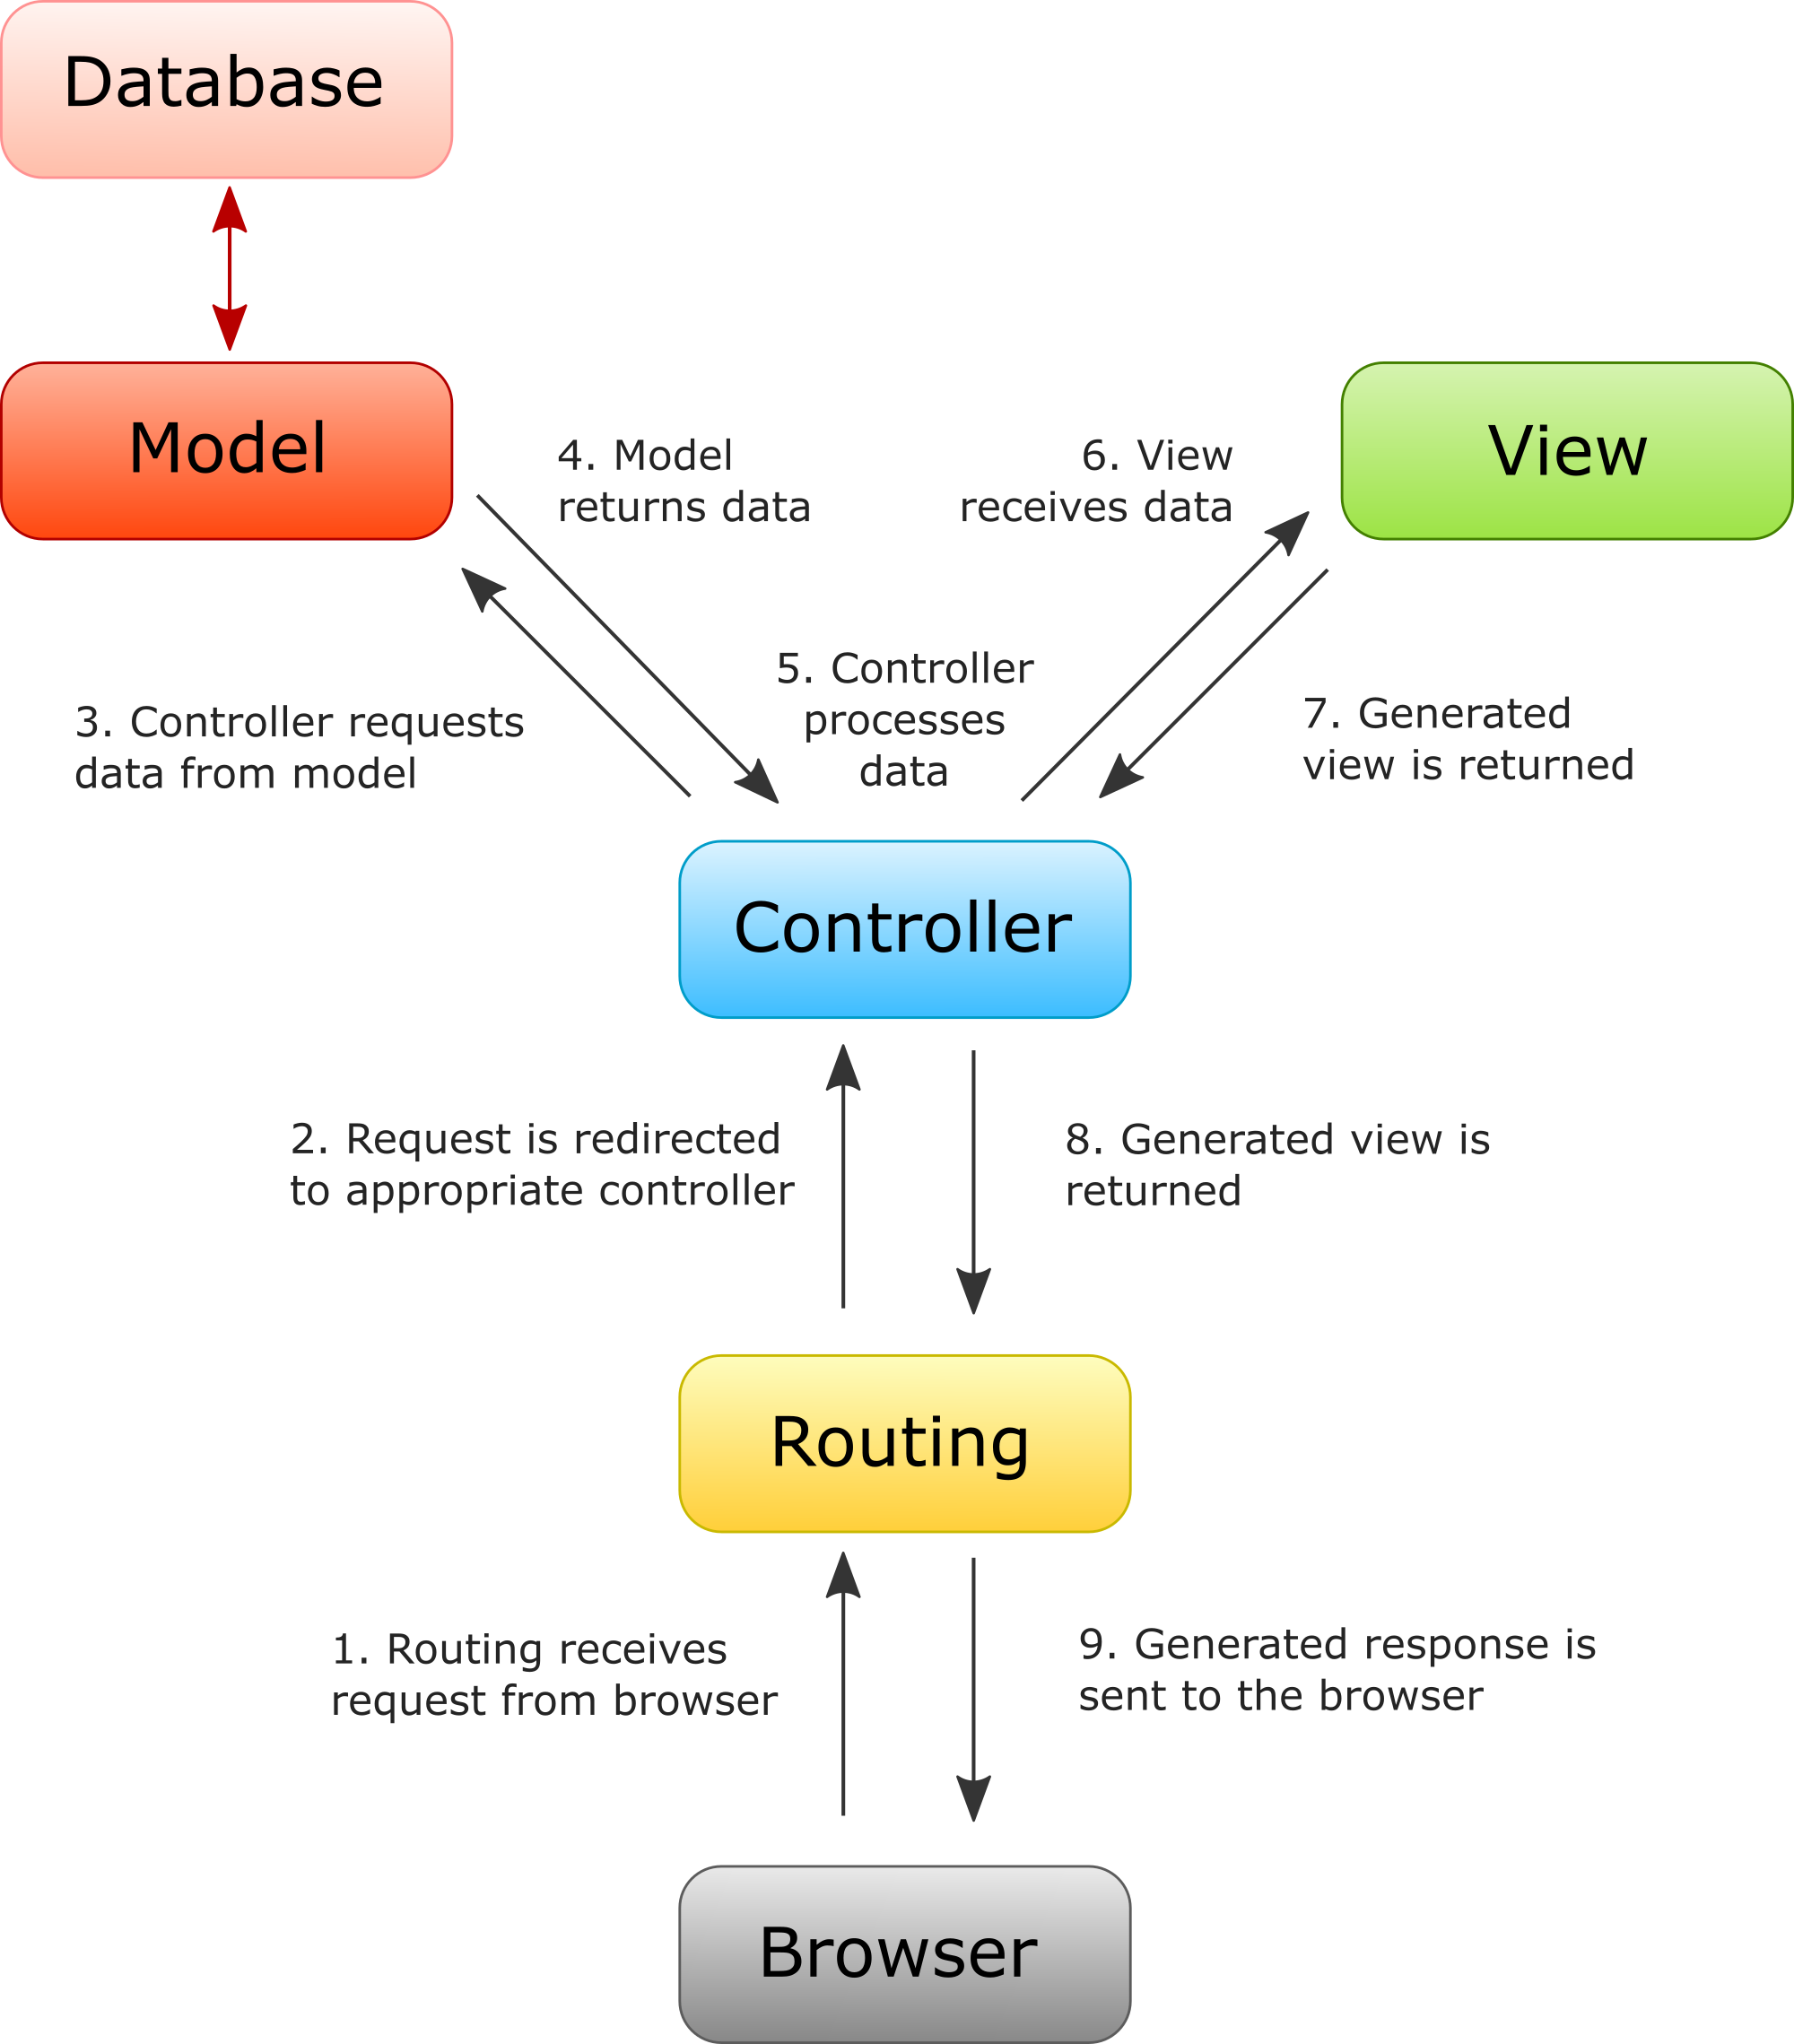 Database
Model
View
4. Model
returns data
6. View
receives data
5. Controller
processes
data
3. Controller requests
data from model
7. Generated
view is returned
Controller
2. Request is redirected
to appropriate controller
8. Generated view is
returned
Routing
1. Routing receives
request from browser
9. Generated response is
sent to the browser
Browser